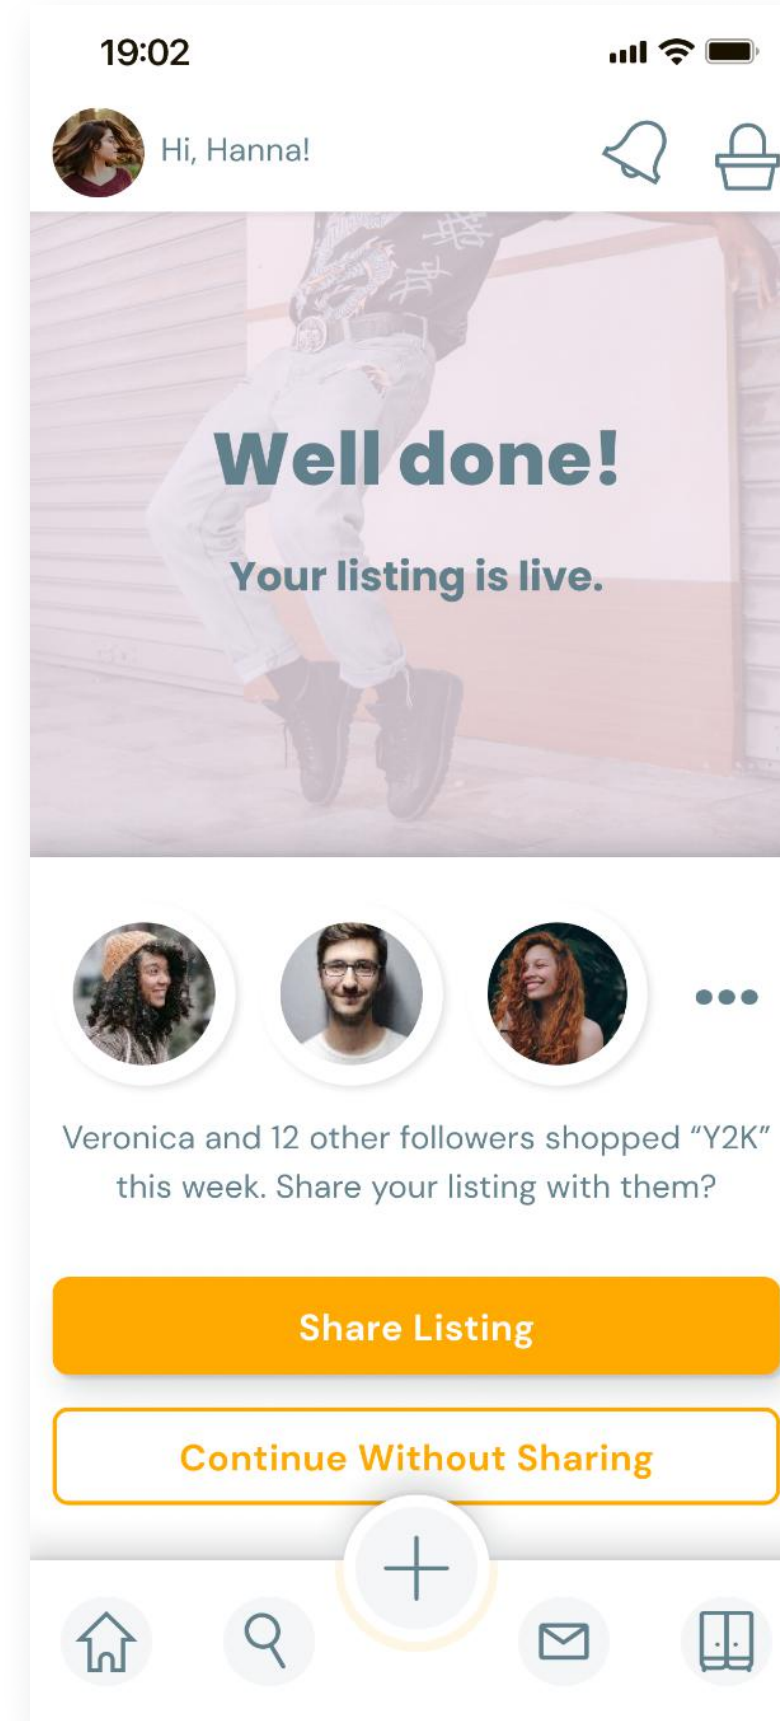 19:02
Hi, Hanna!
Well done!
Your listing is live.
Veronica and 12 other followers shopped “Y2K”
this week. Share your listing with them?
Share Listing
Continue Without Sharing